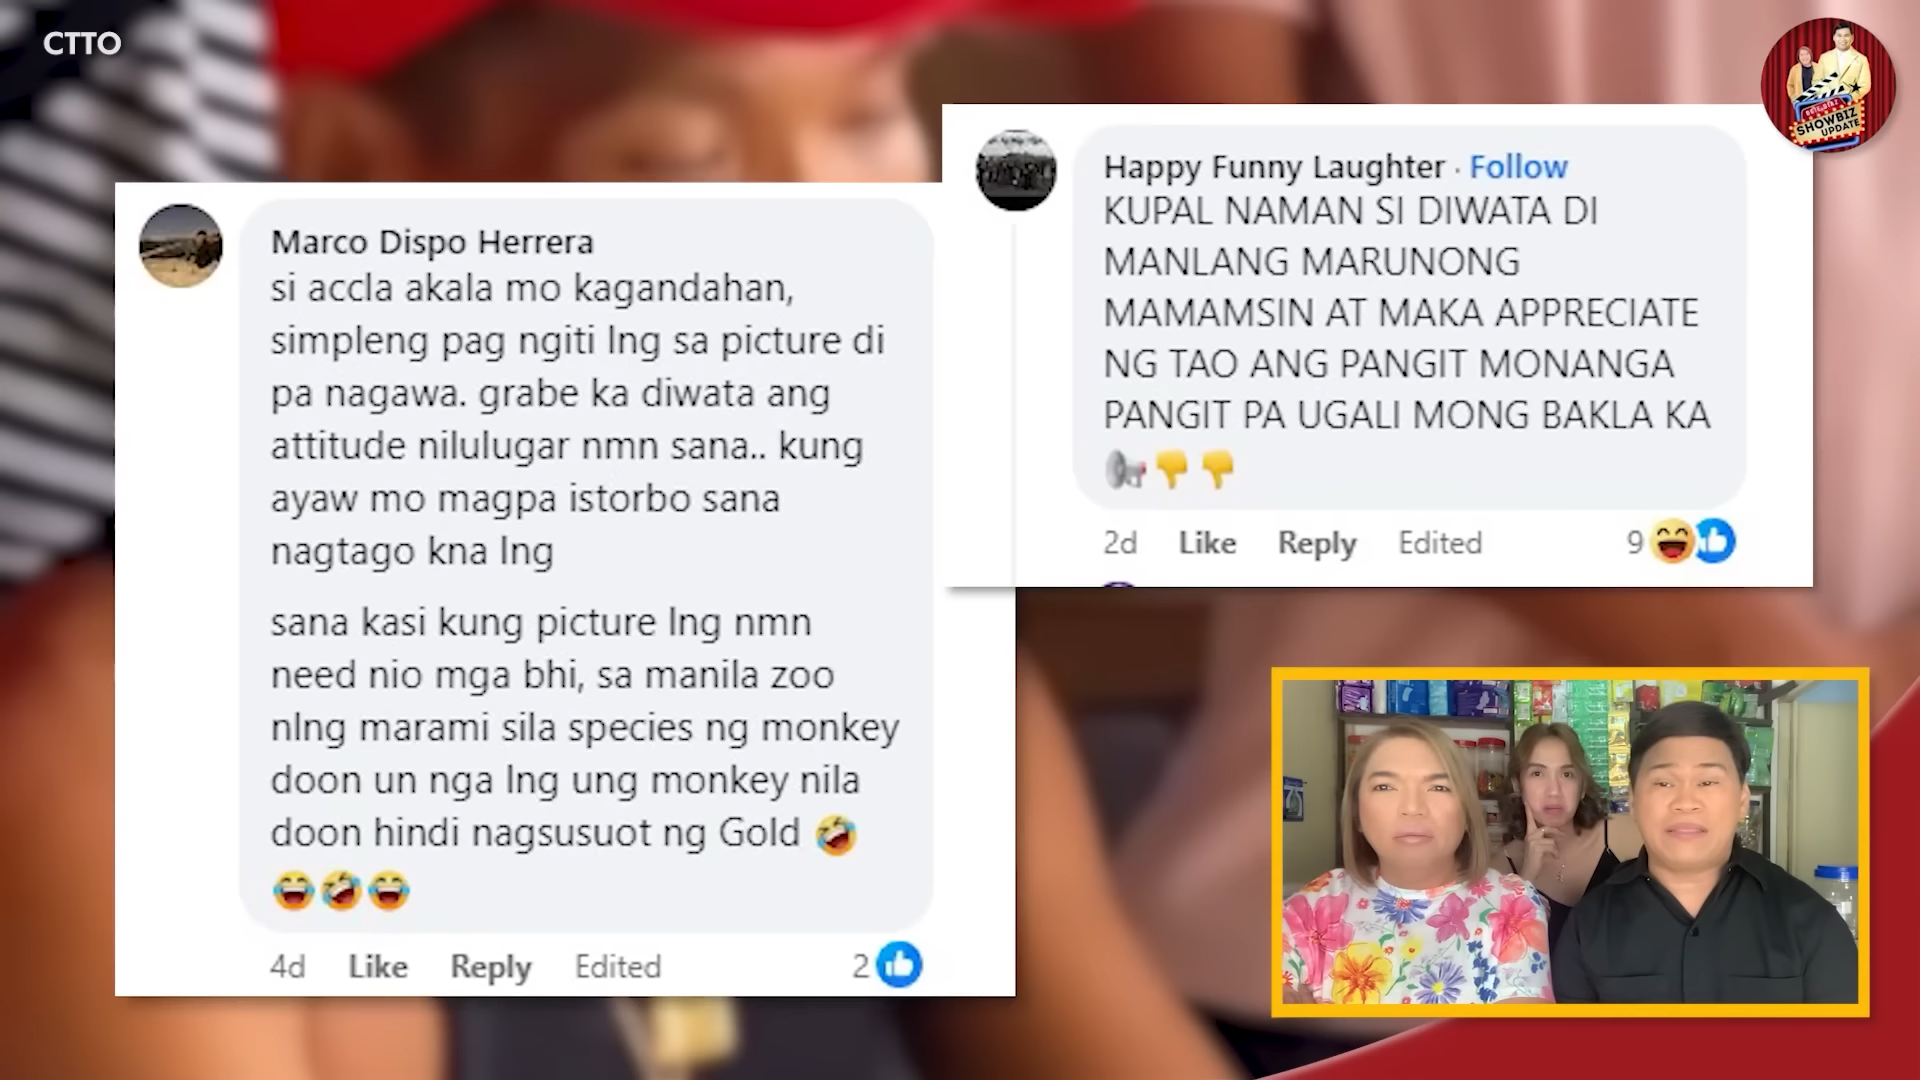 CTTO
Marco Dispo Herrera
si accla akala mo kagandahan,
simpleng pag ngiti lng sa picture di
pa nagawa. grabe ka diwata ang
attitude nilulugar nmn sana.. kung
ayaw mo magpa istorbo sana
nagtago kna lng
sana kasi kung picture lng nmn
need nio mga bhi, sa manila zoo
nlng marami sila species ng monkey
doon un nga lng ung monkey nila
doon hindi nagsusuot ng Gold 🤣
😂🤣😂
4d Like Reply Edited 2
Happy Funny Laughter · Follow
KUPAL NAMAN SI DIWATA DI
MANLANG MARUNONG
MAMAMSIN AT MAKA APPRECIATE
NG TAO ANG PANGIT MONANGA
PANGIT PA UGALI MONG BAKLA KA
📢👎👎
2d Like Reply Edited 9
SHOWBIZ
UPDATE